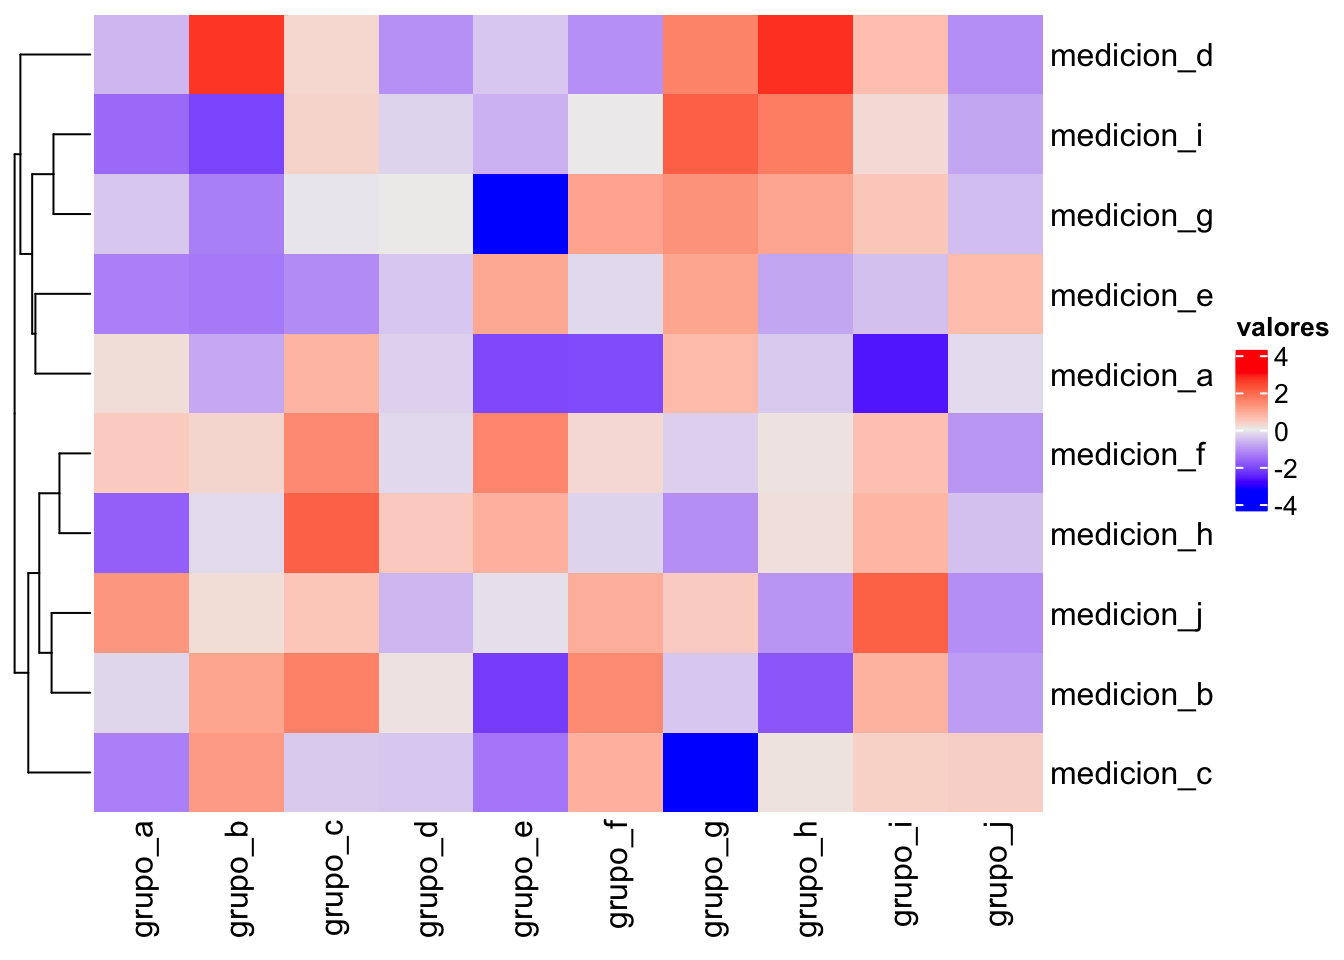 medicion_d
medicion_i
medicion_g
medicion_e
medicion_a
medicion_f
medicion_h
medicion_j
medicion_b
medicion_c
grupo_a
grupo_b
grupo_c
grupo_d
grupo_e
grupo_f
grupo_g
grupo_h
grupo_i
grupo_j
valores
4
2
0
-2
-4